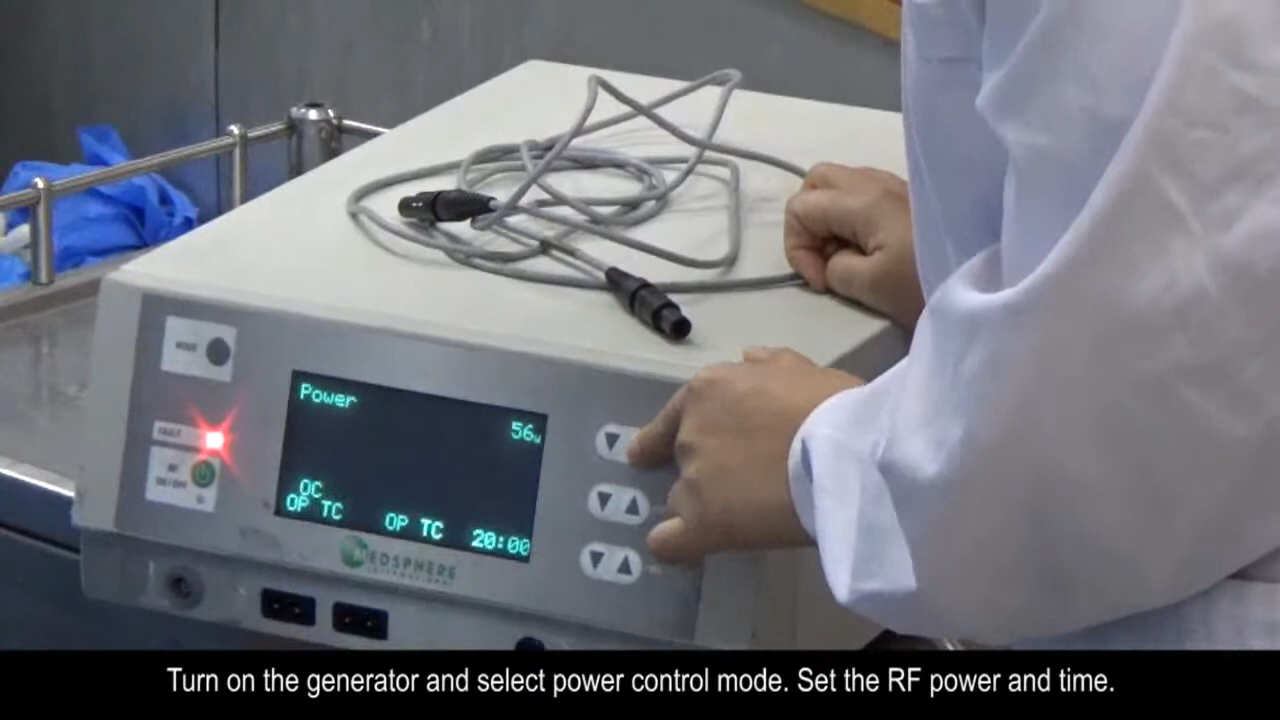 MODE
FAULT
RF
ON/OFF
Power
56w
OC
OP TC
OP TC
20:00
MEDSPHERE
INTERNATIONAL
Turn on the generator and select power control mode. Set the RF power and time.